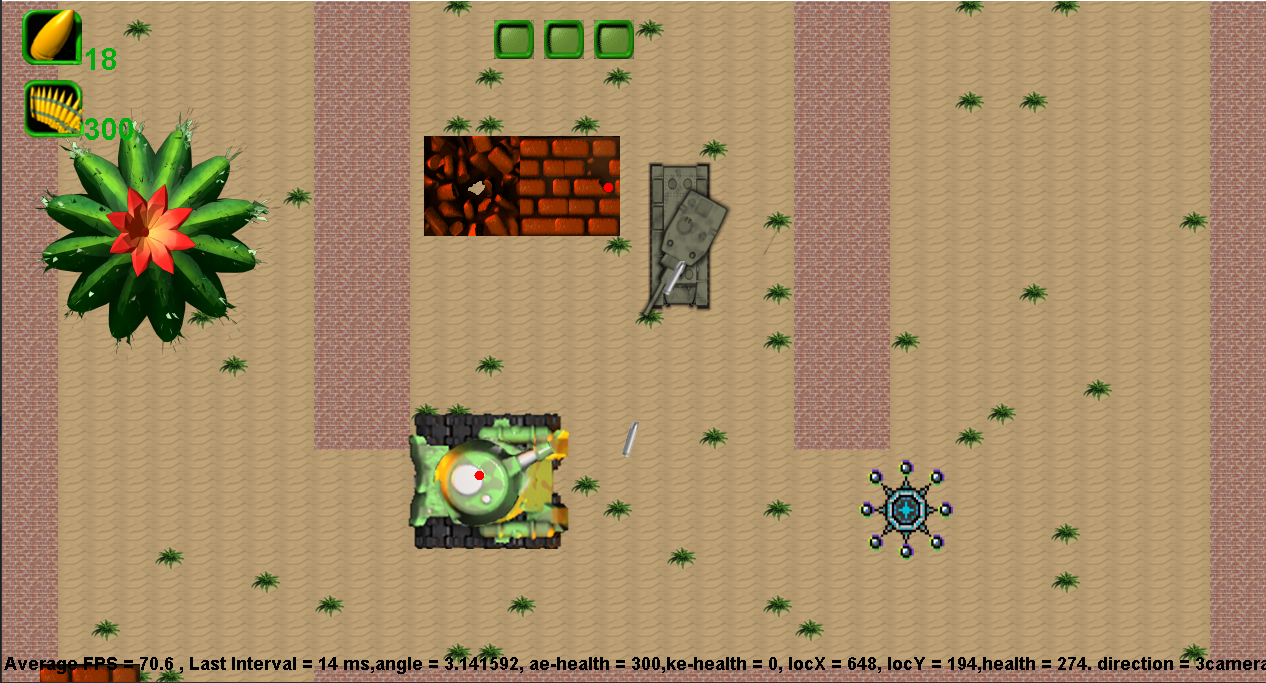 18
300
Average FPS = 70.6 , Last Interval = 14 ms,angle = 3.141592, ae-health = 300,ke-health = 0, locX = 648, locY = 194,health = 274. direction = 3camera